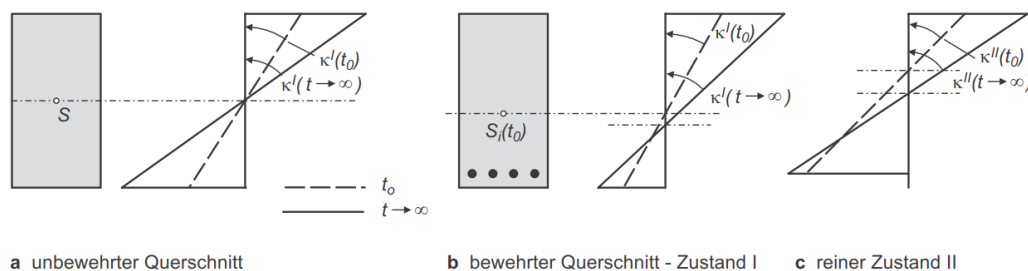 S
κᴵ(t₀)
κᴵ(t→∞)
t₀
t→∞
Sᵢ(t₀)
κᴵ(t₀)
κᴵ(t→∞)
κᴵᴵ(t₀)
κᴵᴵ(t→∞)
a unbewehrter Querschnitt
b bewehrter Querschnitt - Zustand I
c reiner Zustand II